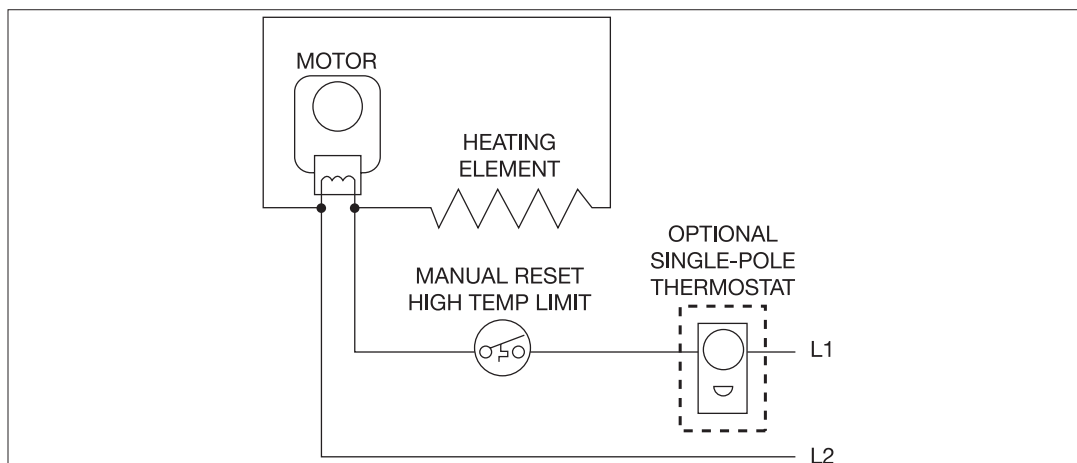 MOTOR
HEATING
ELEMENT
OPTIONAL
SINGLE-POLE
THERMOSTAT
MANUAL RESET
HIGH TEMP LIMIT
L1
L2